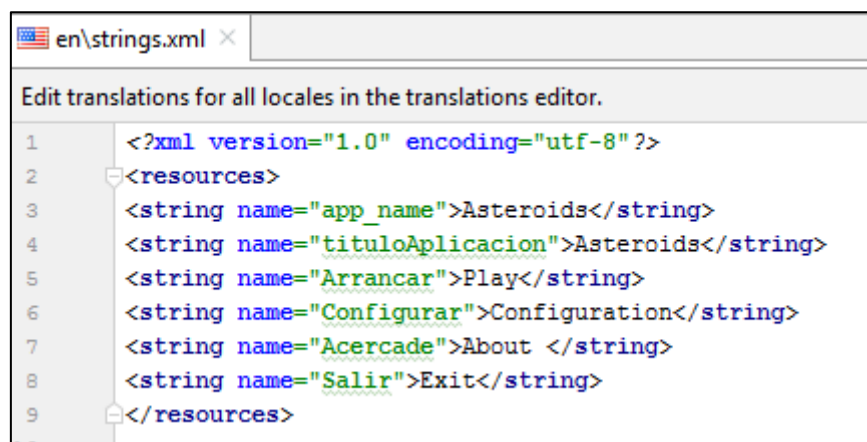 en\strings.xml
Edit translations for all locales in the translations editor.
1 <?xml version="1.0" encoding="utf-8"?>
2 <resources>
3 <string name="app_name">Asteroids</string>
4 <string name="tituloAplicacion">Asteroids</string>
5 <string name="Arrancar">Play</string>
6 <string name="Configurar">Configuration</string>
7 <string name="Acercade">About </string>
8 <string name="Salir">Exit</string>
9 </resources>